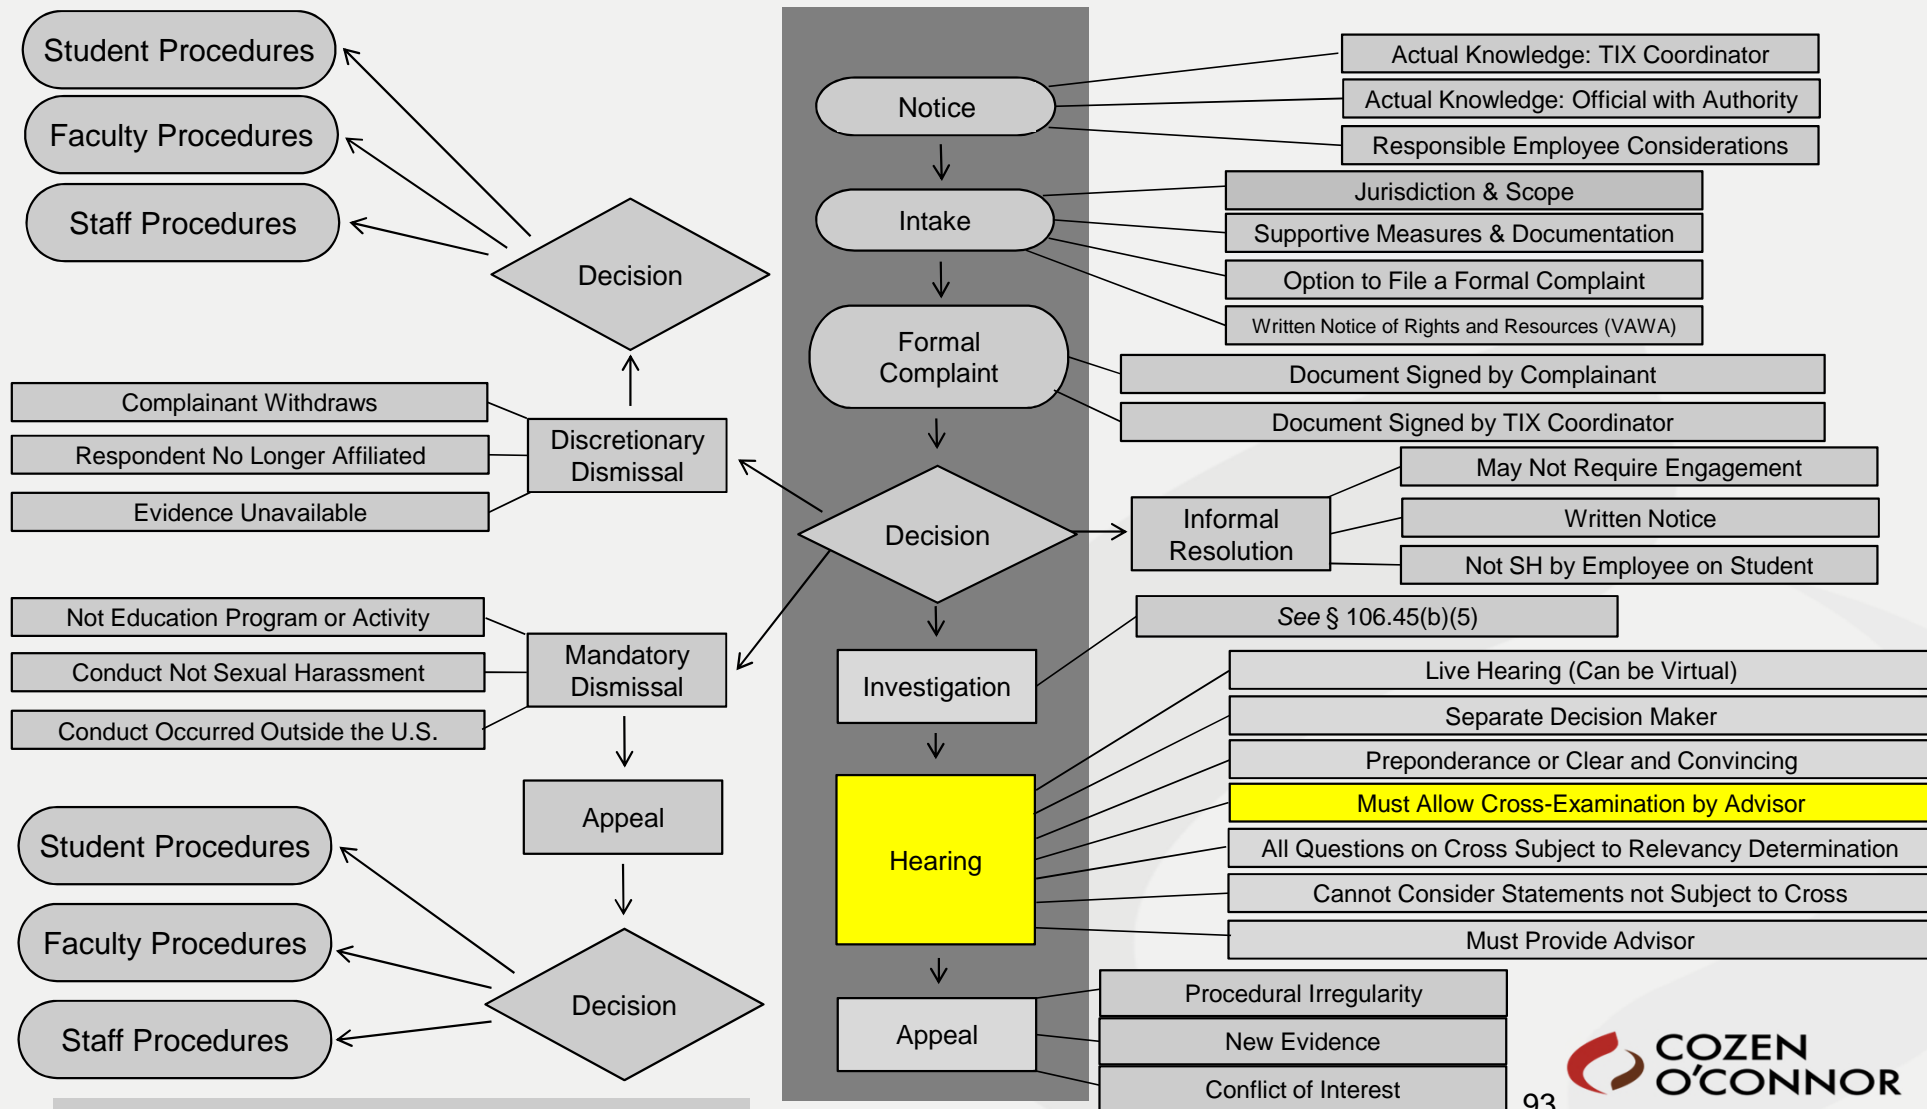 Student Procedures
Faculty Procedures
Staff Procedures
Decision
Complainant Withdraws
Respondent No Longer Affiliated
Evidence Unavailable
Discretionary
Dismissal
Not Education Program or Activity
Conduct Not Sexual Harassment
Conduct Occurred Outside the U.S.
Mandatory
Dismissal
Appeal
Student Procedures
Faculty Procedures
Staff Procedures
Decision
Notice
Actual Knowledge: TIX Coordinator
Actual Knowledge: Official with Authority
Responsible Employee Considerations
Intake
Jurisdiction & Scope
Supportive Measures & Documentation
Option to File a Formal Complaint
Written Notice of Rights and Resources (VAWA)
Formal
Complaint
Document Signed by Complainant
Document Signed by TIX Coordinator
Decision
Informal
Resolution
May Not Require Engagement
Written Notice
Not SH by Employee on Student
Investigation
See § 106.45(b)(5)
Hearing
Live Hearing (Can be Virtual)
Separate Decision Maker
Preponderance or Clear and Convincing
Must Allow Cross-Examination by Advisor
All Questions on Cross Subject to Relevancy Determination
Cannot Consider Statements not Subject to Cross
Must Provide Advisor
Appeal
Procedural Irregularity
New Evidence
Conflict of Interest
93
COZEN
O'CONNOR